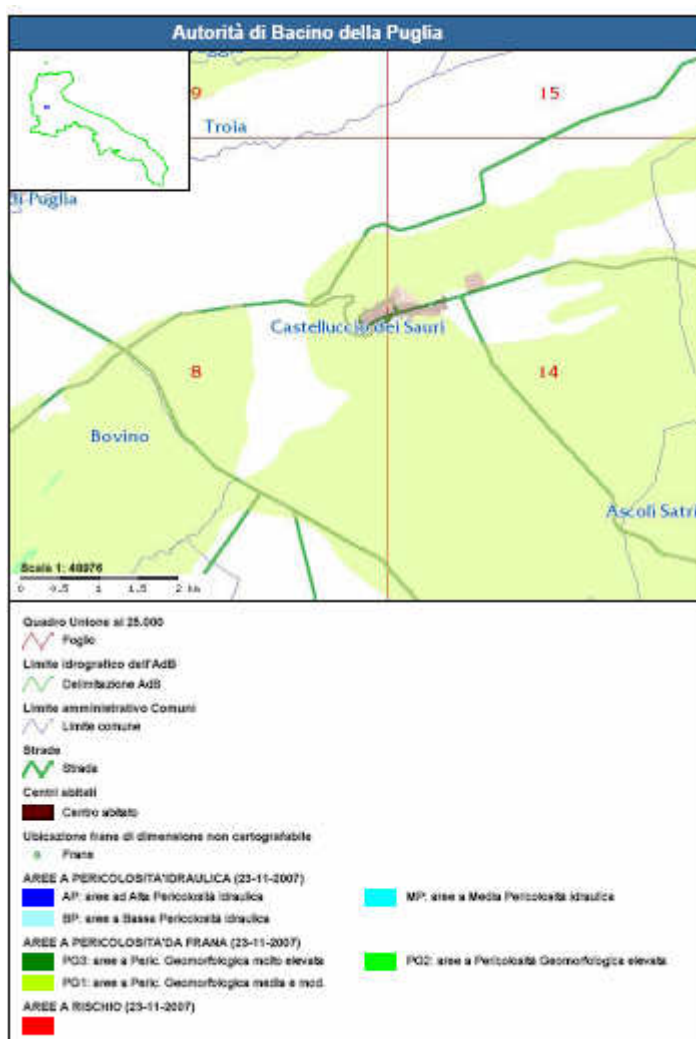 Autorità di Bacino della Puglia
9
15
Troia
di Puglia
Castelluccio dei Sauri
8
14
Bovino
Ascoli Satri
Scala 1: 48976
0 0.5 1 1.5 2 km
Quadro Unione al 25.000
Foglio
Limite idrografico dell'AdB
Delimitazione AdB
Limite amministrativo Comuni
Limite comune
Strade
Strada
Centri abitati
Centro abitato
Ubicazione frane di dimensione non cartografabile
Frana
AREE A PERICOLOSITA'IDRAULICA (23-11-2007)
AP: aree ad Alta Pericolosità Idraulica
MP: aree a Media Pericolosità Idraulica
BP: aree a Bassa Pericolosità Idraulica
AREE A PERICOLOSITA'DA FRANA (23-11-2007)
PG3: aree a Peric. Geomorfologica molto elevata
PG2: aree a Pericolosità Geomorfologica elevata
PG1: aree a Peric. Geomorfologica media e mod.
AREE A RISCHIO (23-11-2007)